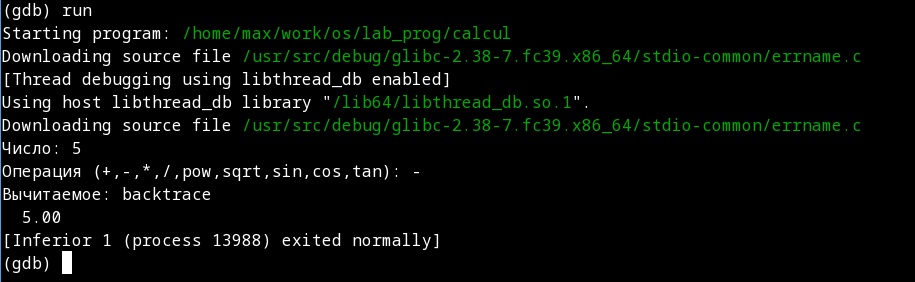 (gdb) run
Starting program: /home/max/work/os/lab_prog/calcul
Downloading source file /usr/src/debug/glibc-2.38-7.fc39.x86_64/stdio-common/errname.c
[Thread debugging using libthread_db enabled]
Using host libthread_db library "/lib64/libthread_db.so.1".
Downloading source file /usr/src/debug/glibc-2.38-7.fc39.x86_64/stdio-common/errname.c
Число: 5
Операция (+,-,*,/,pow,sqrt,sin,cos,tan): -
Вычитаемое: backtrace
  5.00
[Inferior 1 (process 13988) exited normally]
(gdb)